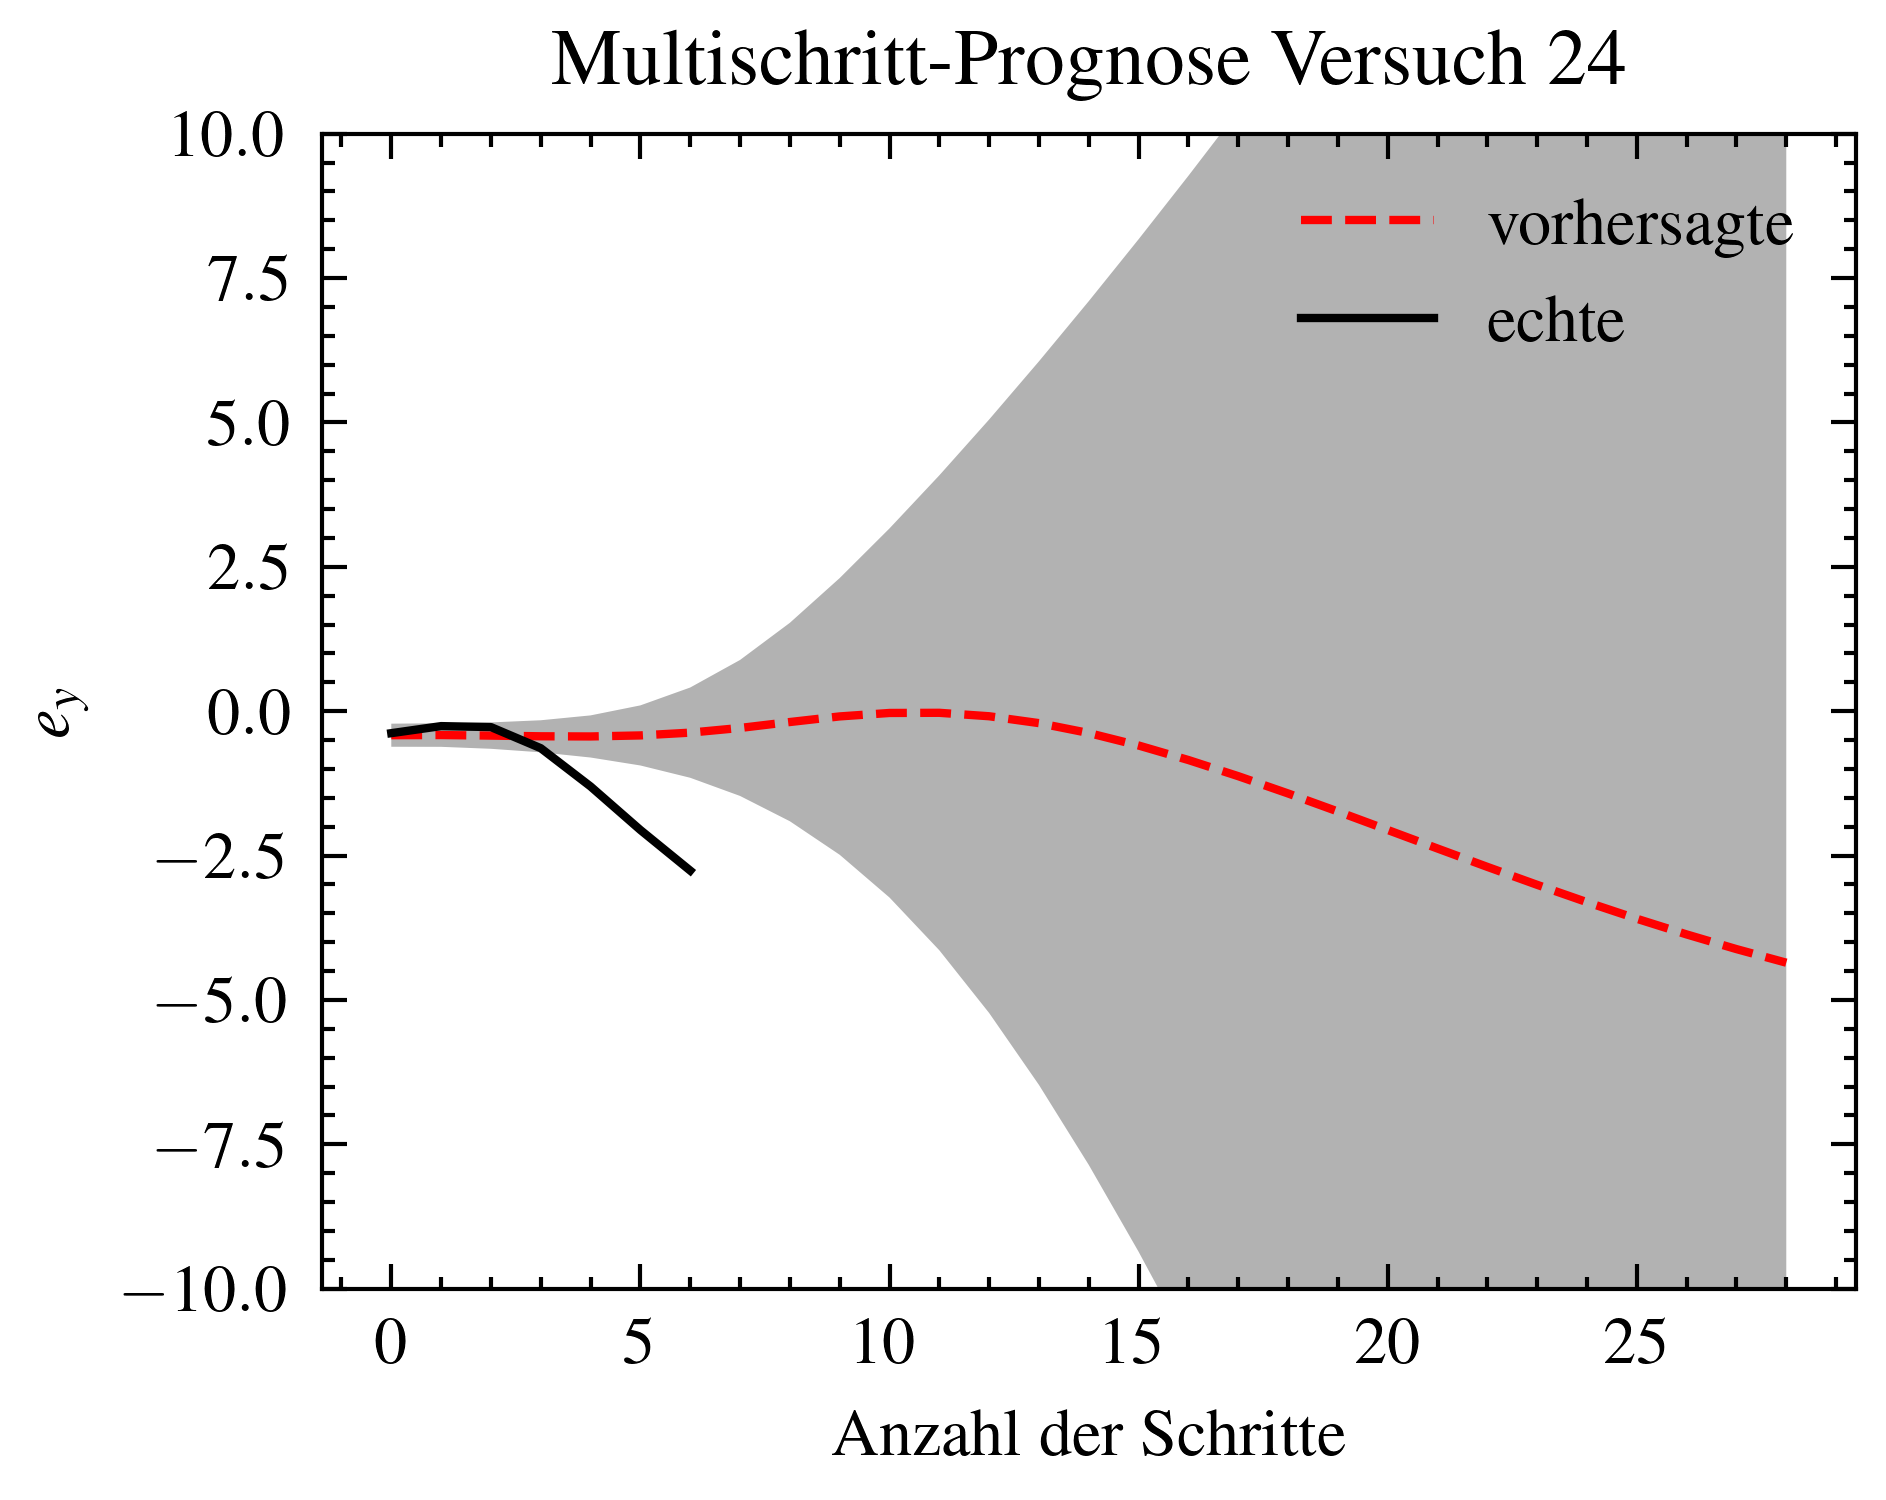 Multischritt-Prognose Versuch 24
10.0
7.5
5.0
2.5
0.0
−2.5
−5.0
−7.5
−10.0
e_y
vorhersagte
echte
0 5 10 15 20 25
Anzahl der Schritte